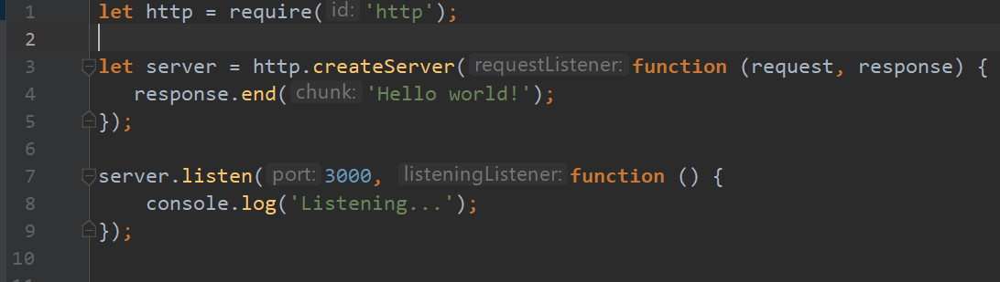 1 let http = require( id: 'http');
2
3 let server = http.createServer( requestListener: function (request, response) {
4 response.end( chunk: 'Hello world!');
5 });
6
7 server.listen( port: 3000, listeningListener: function () {
8 console.log('Listening...');
9 });
10